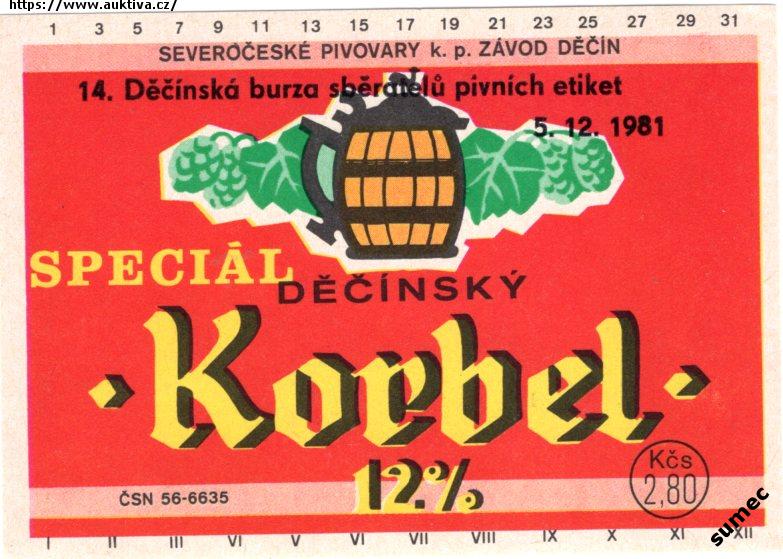 https://www.auktiva.cz/
1 3 5 7 9 11 13 15 17 19 21 23 25 27 29 31
SEVEROČESKÉ PIVOVARY k. p. ZÁVOD DĚČÍN
14. Děčínská burza sběratelů pivních etiket
5. 12. 1981
SPECIÁL
DĚČÍNSKÝ
· Korbel ·
12%
ČSN 56-6635
Kčs
2,80
I II III IV V VI VII VIII IX X XI XII
sumec